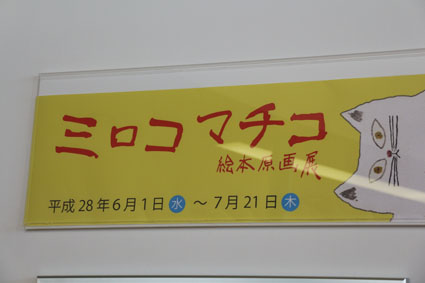 ミロコマチコ
絵本原画展
平成28年6月1日水 ～ 7月21日木